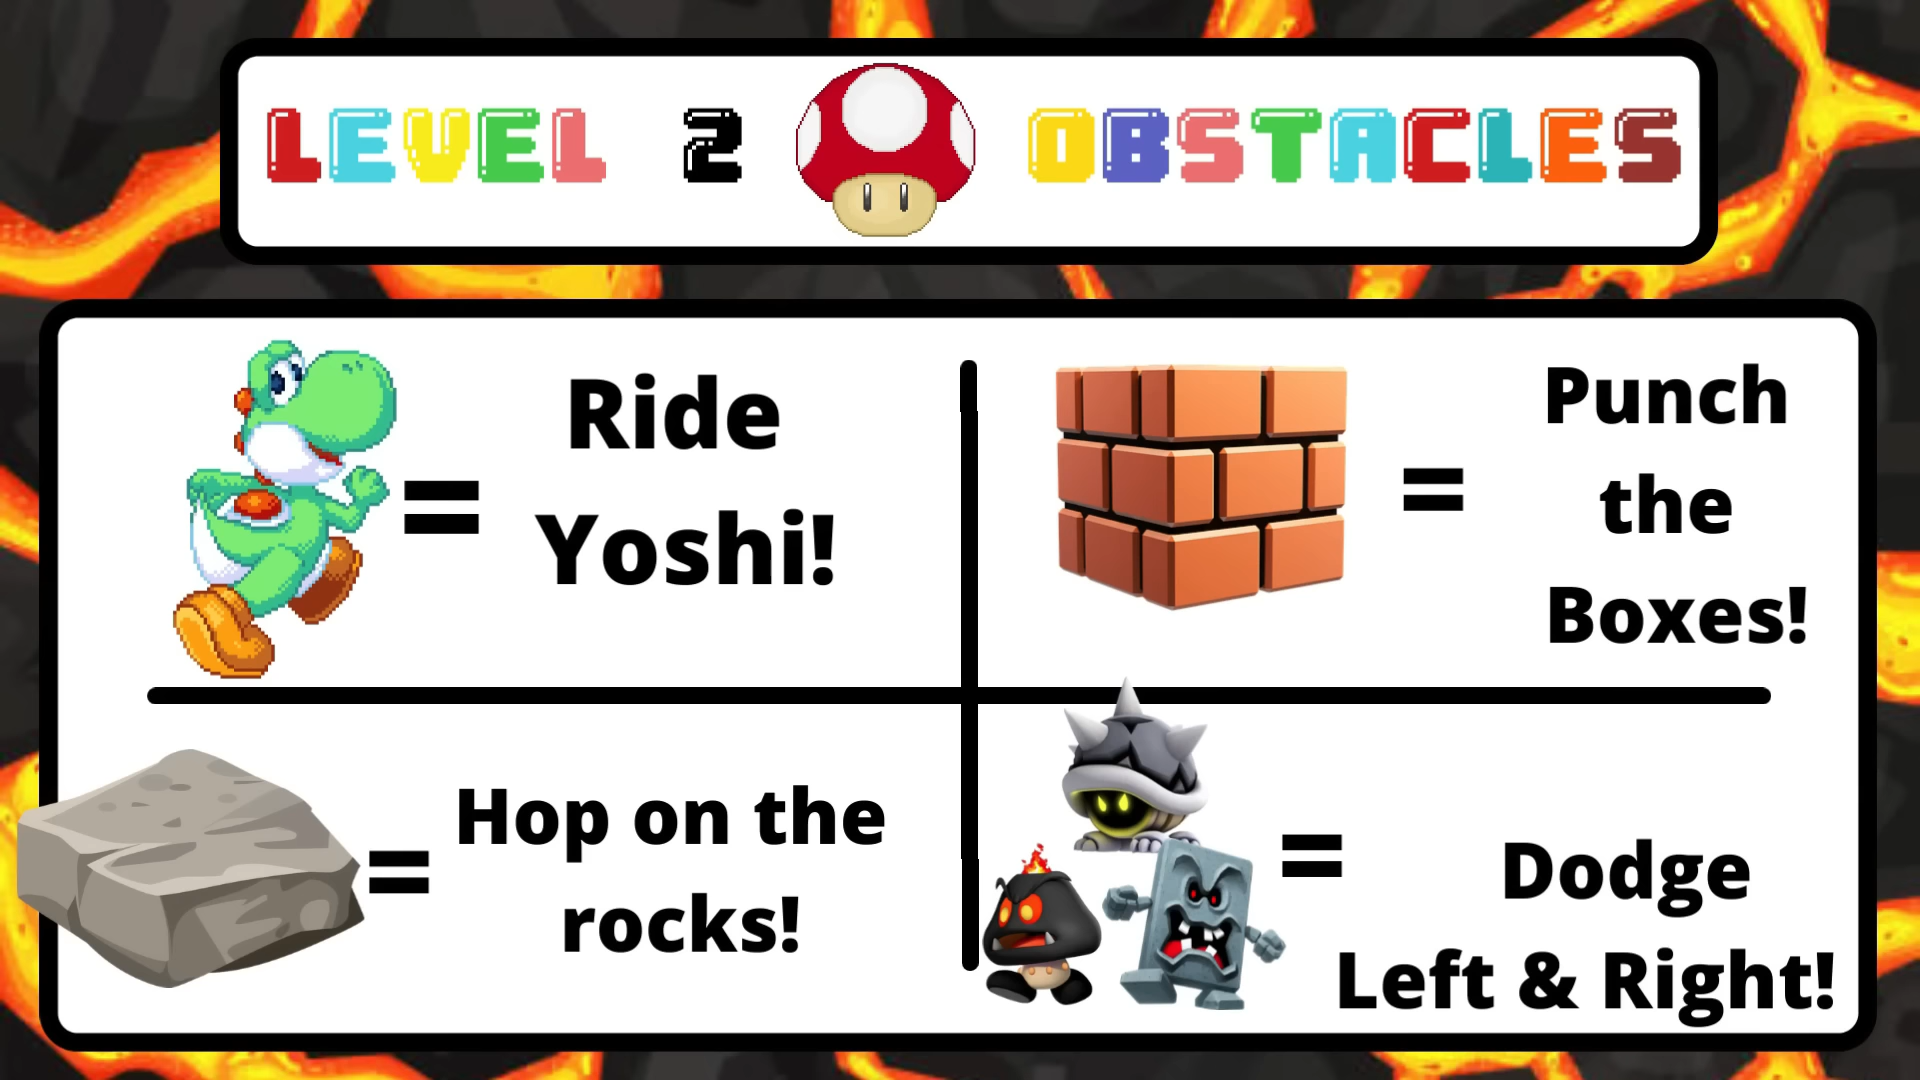 LEVEL 2 OBSTACLES
= Ride
Yoshi!
= Punch
the
Boxes!
= Hop on the
rocks!
= Dodge
Left & Right!